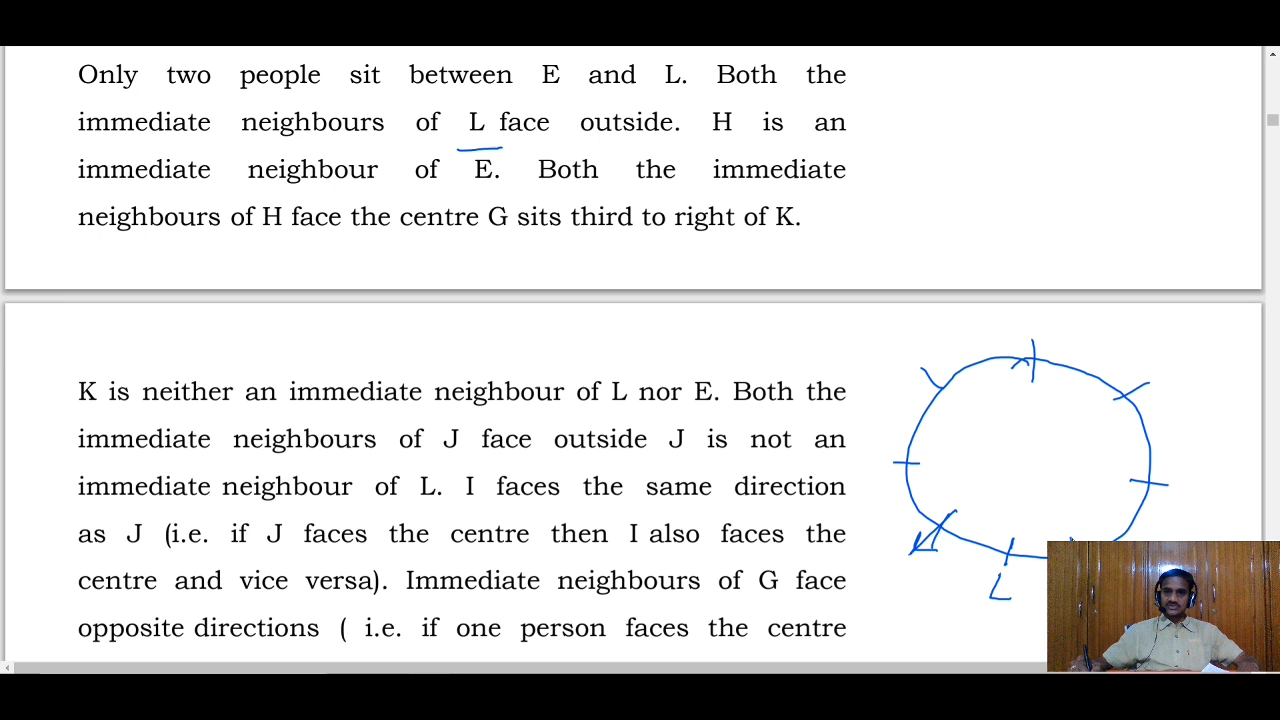 Only two people sit between E and L. Both the
immediate neighbours of L face outside. H is an
immediate neighbour of E. Both the immediate
neighbours of H face the centre G sits third to right of K.
K is neither an immediate neighbour of L nor E. Both the
immediate neighbours of J face outside J is not an
immediate neighbour of L. I faces the same direction
as J (i.e. if J faces the centre then I also faces the
centre and vice versa). Immediate neighbours of G face
opposite directions ( i.e. if one person faces the centre
L